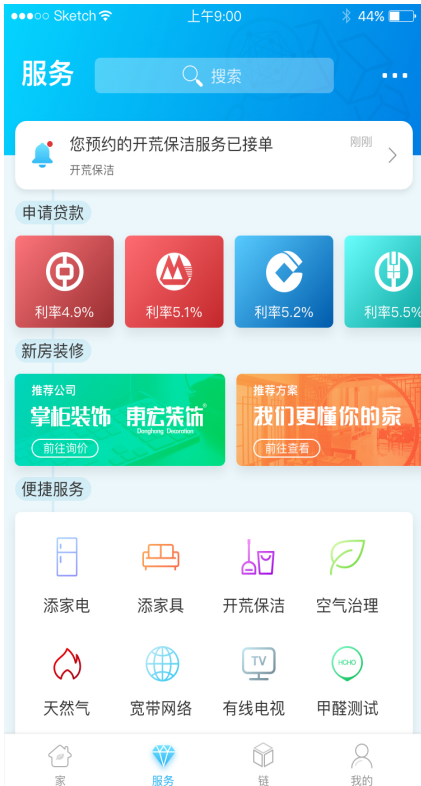 Sketch 上午9:00 44%
服务 搜索
您预约的开荒保洁服务已接单 刚刚
开荒保洁
申请贷款
利率4.9% 利率5.1% 利率5.2% 利率5.5%
新房装修
推荐公司 推荐方案
掌柜装饰 東宏装饰 我们更懂你的家
Donghong Decoration
前往询价 前往查看
便捷服务
添家电 添家具 开荒保洁 空气治理
TV HCHO
天然气 宽带网络 有线电视 甲醛测试
家 服务 链 我的